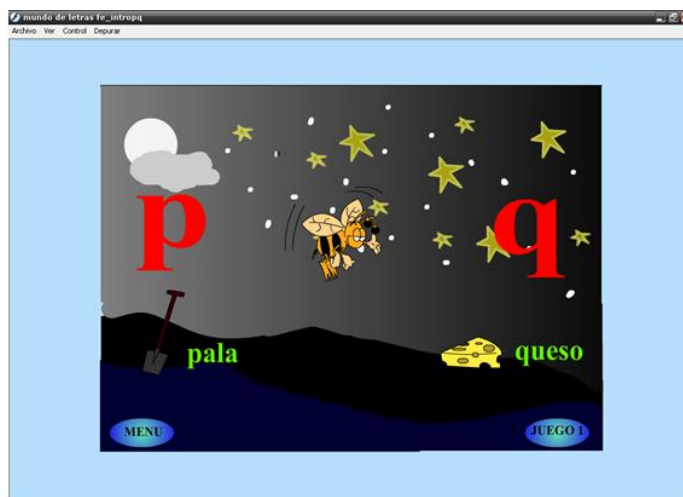 mundo de letras fe_intropq
Archivo Ver Control Depurar
p
q
pala
queso
MENU
JUEGO 1